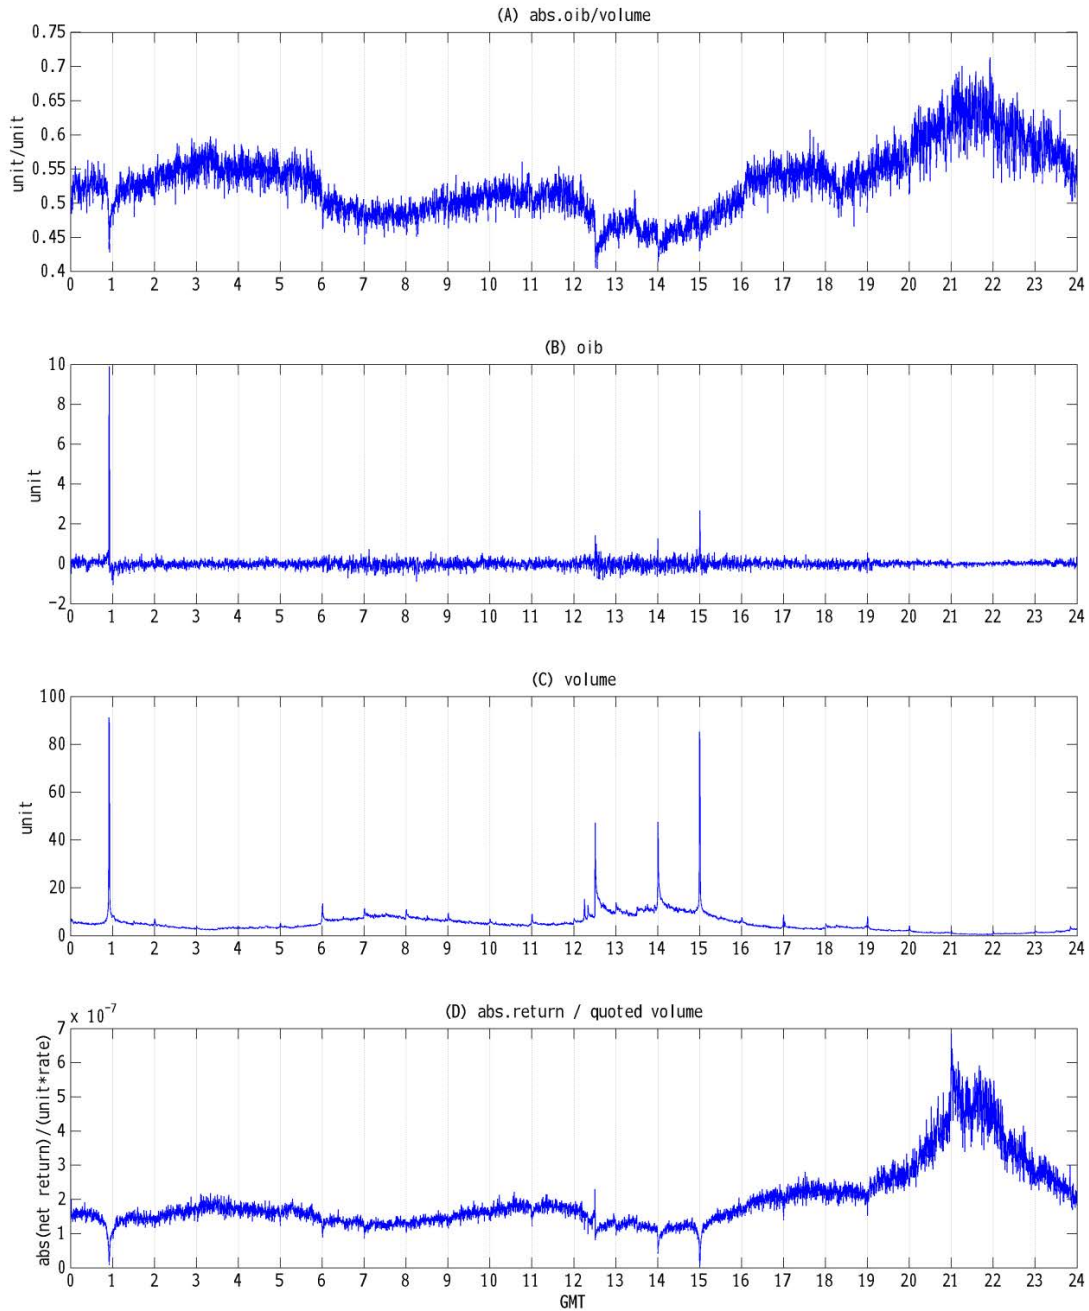 (A) abs.oib/volume
0.75
0.7
0.65
0.6
0.55
0.5
0.45
0.4
unit/unit
0 1 2 3 4 5 6 7 8 9 10 11 12 13 14 15 16 17 18 19 20 21 22 23 24
(B) oib
10
8
6
4
2
0
−2
unit
0 1 2 3 4 5 6 7 8 9 10 11 12 13 14 15 16 17 18 19 20 21 22 23 24
(C) volume
100
80
60
40
20
0
unit
0 1 2 3 4 5 6 7 8 9 10 11 12 13 14 15 16 17 18 19 20 21 22 23 24
(D) abs.return / quoted volume
x 10^-7
7
6
5
4
3
2
1
0
abs(net return)/(unit*rate)
0 1 2 3 4 5 6 7 8 9 10 11 12 13 14 15 16 17 18 19 20 21 22 23 24
GMT